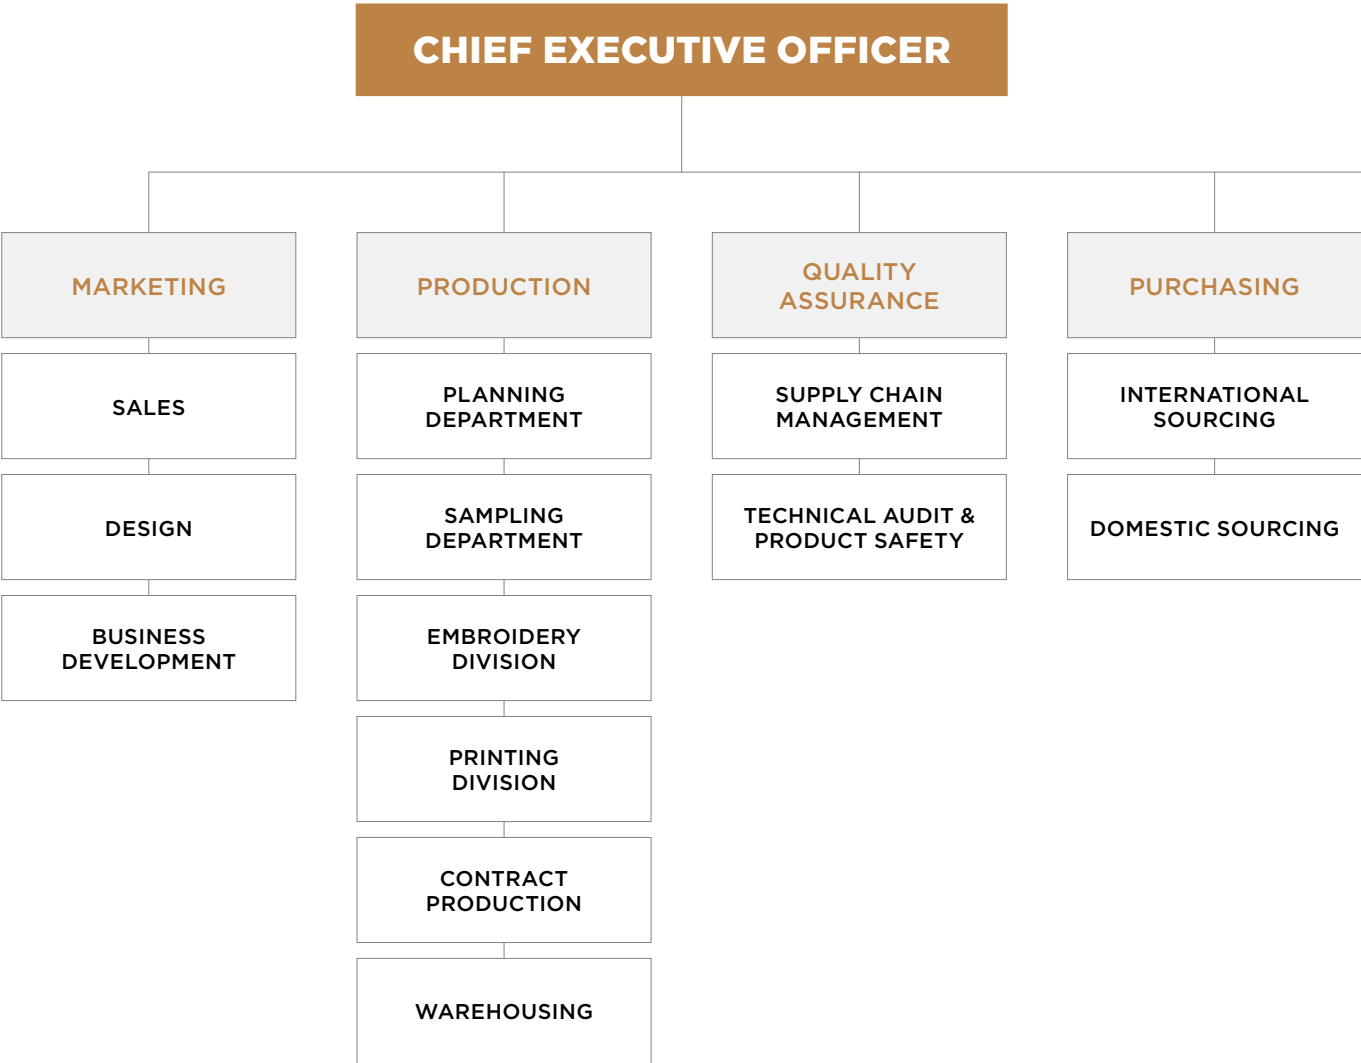 CHIEF EXECUTIVE OFFICER
MARKETING
PRODUCTION
QUALITY
ASSURANCE
PURCHASING
SALES
PLANNING
DEPARTMENT
SUPPLY CHAIN
MANAGEMENT
INTERNATIONAL
SOURCING
DESIGN
SAMPLING
DEPARTMENT
TECHNICAL AUDIT &
PRODUCT SAFETY
DOMESTIC SOURCING
BUSINESS
DEVELOPMENT
EMBROIDERY
DIVISION
PRINTING
DIVISION
CONTRACT
PRODUCTION
WAREHOUSING